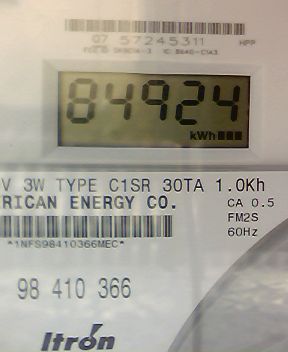 07 57245311 HPP
84924
kWh
V 3W TYPE C1SR 30TA 1.0Kh
RICAN ENERGY CO.
CA 0.5
FM2S
60Hz
*1NFS98410366MEC*
98 410 366
Itron